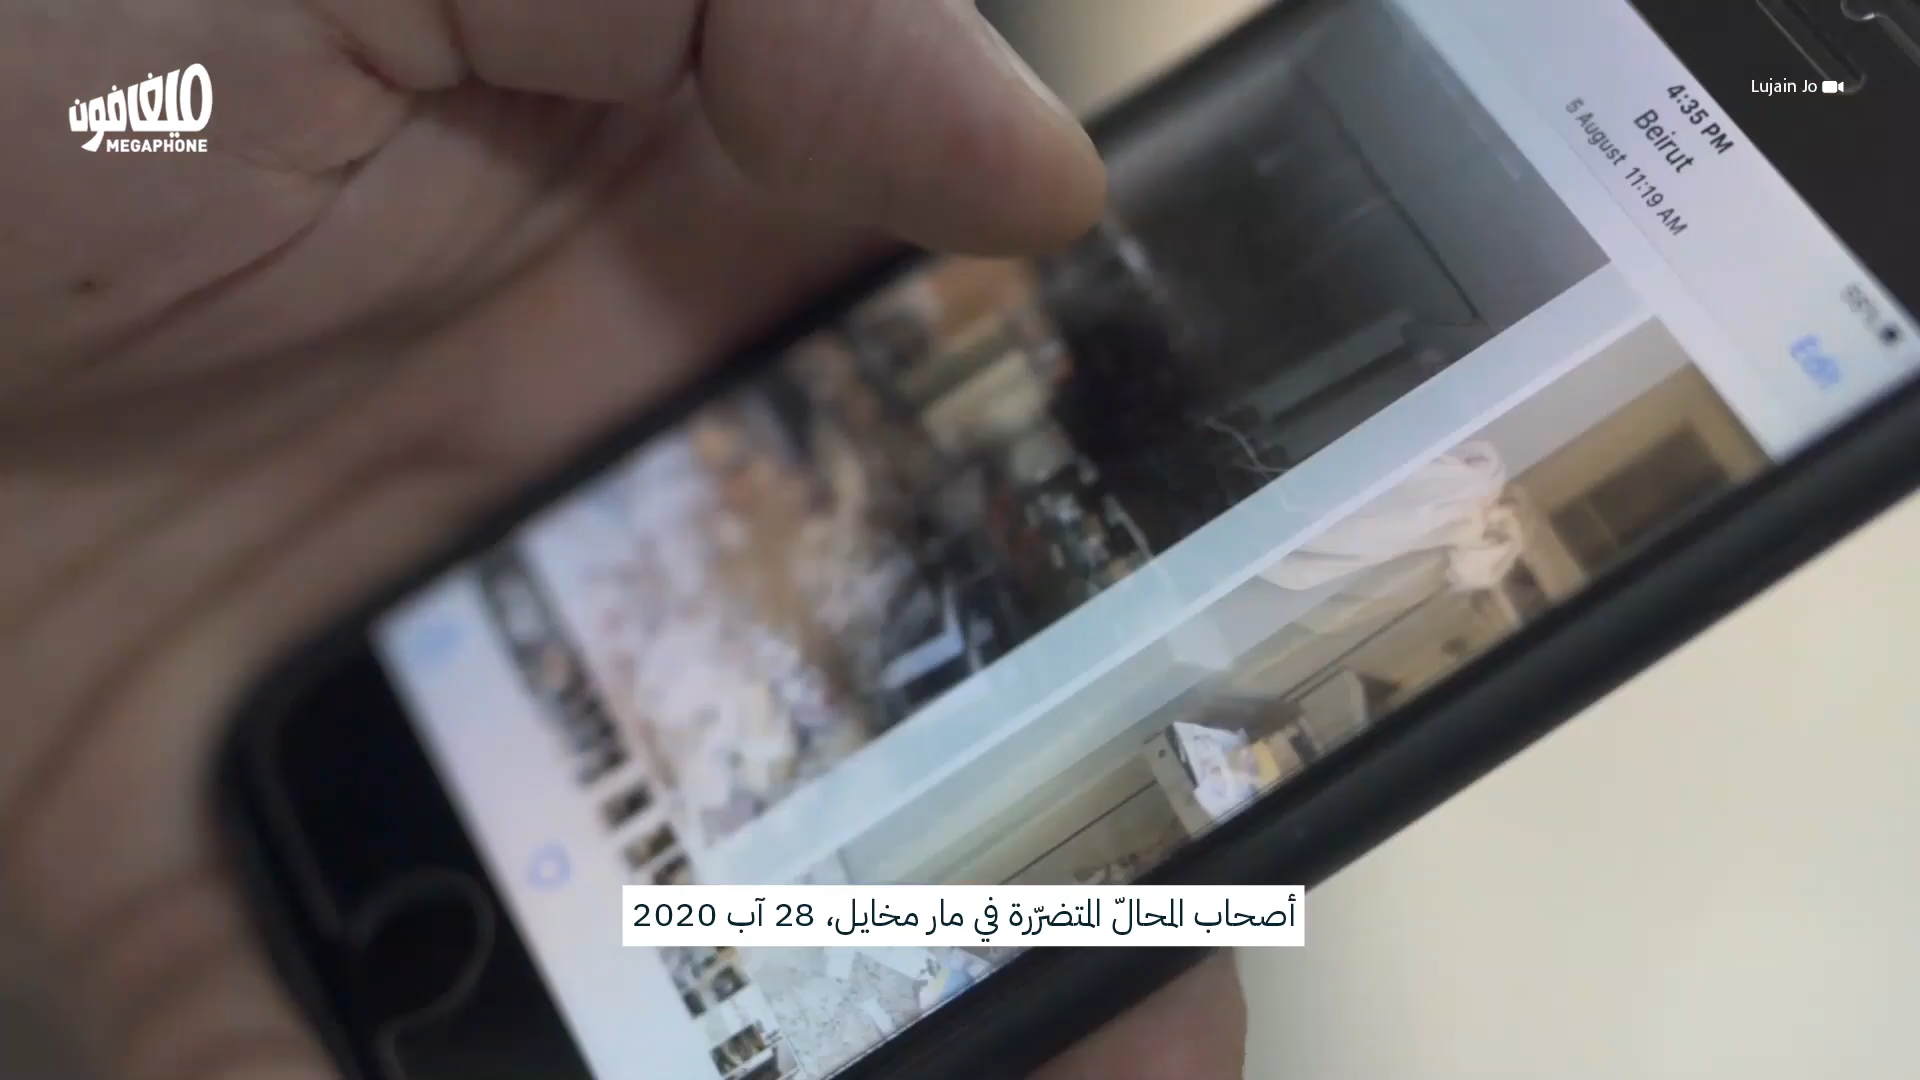 ميغافون
MEGAPHONE
Lujain Jo
4:35 PM
Beirut
5 August 11:19 AM
Edit
أصحاب المحالّ المتضرّرة في مار مخايل، 28 آب 2020